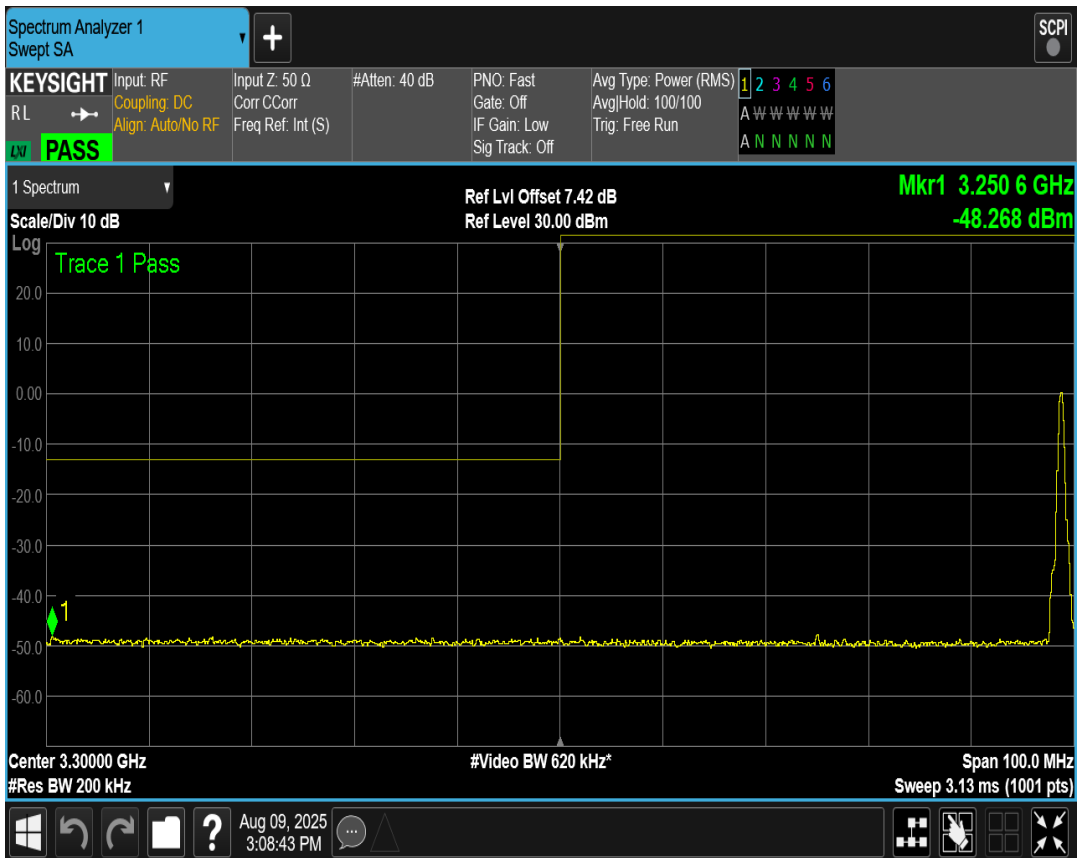 Spectrum Analyzer 1
Swept SA
+
SCPI
KEYSIGHT Input: RF Input Z: 50 Ω #Atten: 40 dB PNO: Fast Avg Type: Power (RMS) 1 2 3 4 5 6
R L Coupling: DC Corr CCorr Gate: Off Avg|Hold: 100/100 A W W W W W
Align: Auto/No RF Freq Ref: Int (S) IF Gain: Low Trig: Free Run
LXI PASS Sig Track: Off A N N N N N
1 Spectrum Ref Lvl Offset 7.42 dB Mkr1 3.250 6 GHz
Scale/Div 10 dB Ref Level 30.00 dBm -48.268 dBm
Log
Trace 1 Pass
20.0
10.0
0.00
-10.0
-20.0
-30.0
-40.0
1
-50.0
-60.0
Center 3.30000 GHz #Video BW 620 kHz* Span 100.0 MHz
#Res BW 200 kHz Sweep 3.13 ms (1001 pts)
? Aug 09, 2025
3:08:43 PM